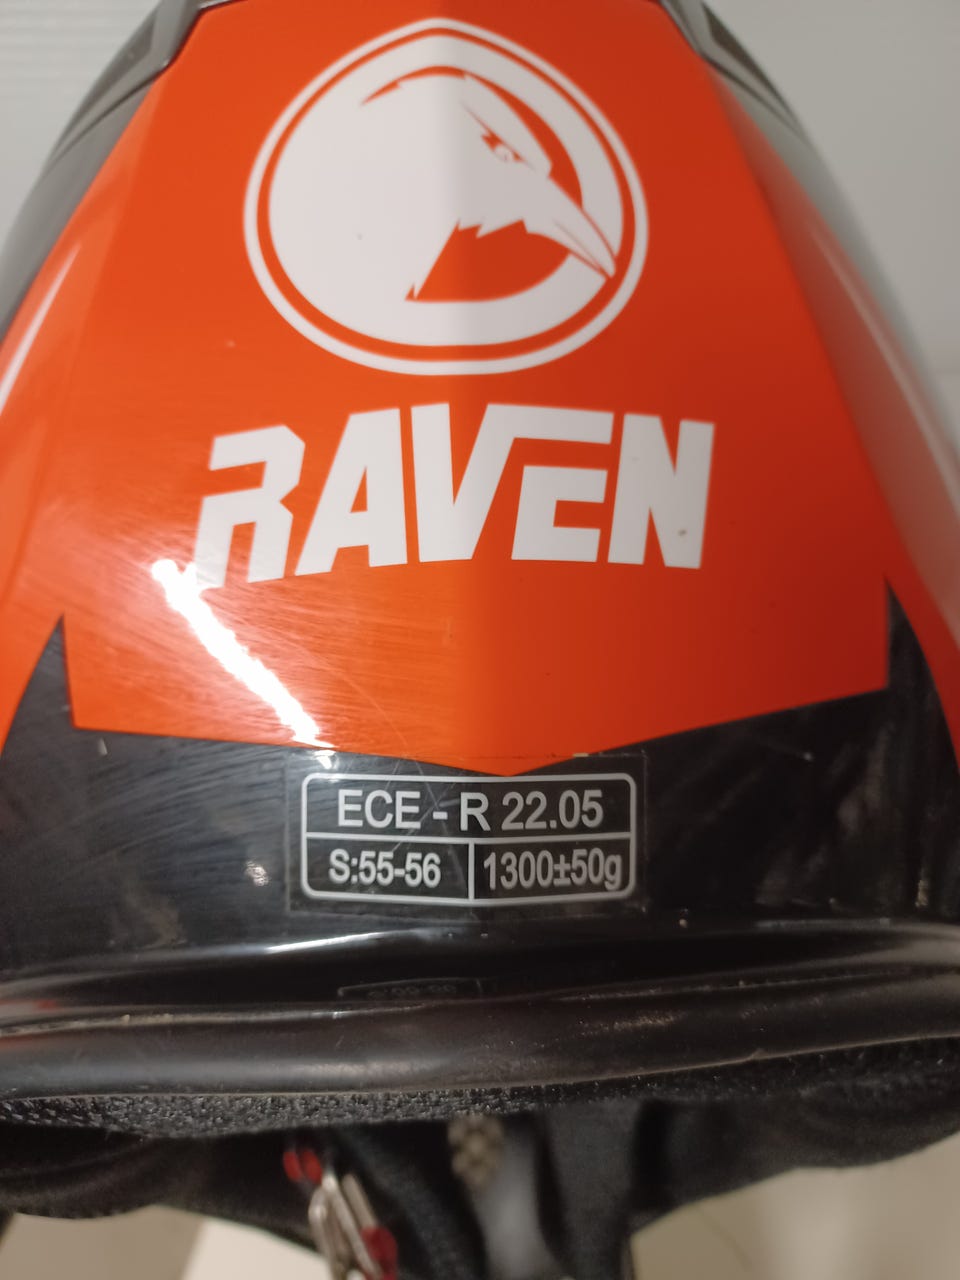 RAVEN
ECE - R 22.05
S:55-56
1300±50g